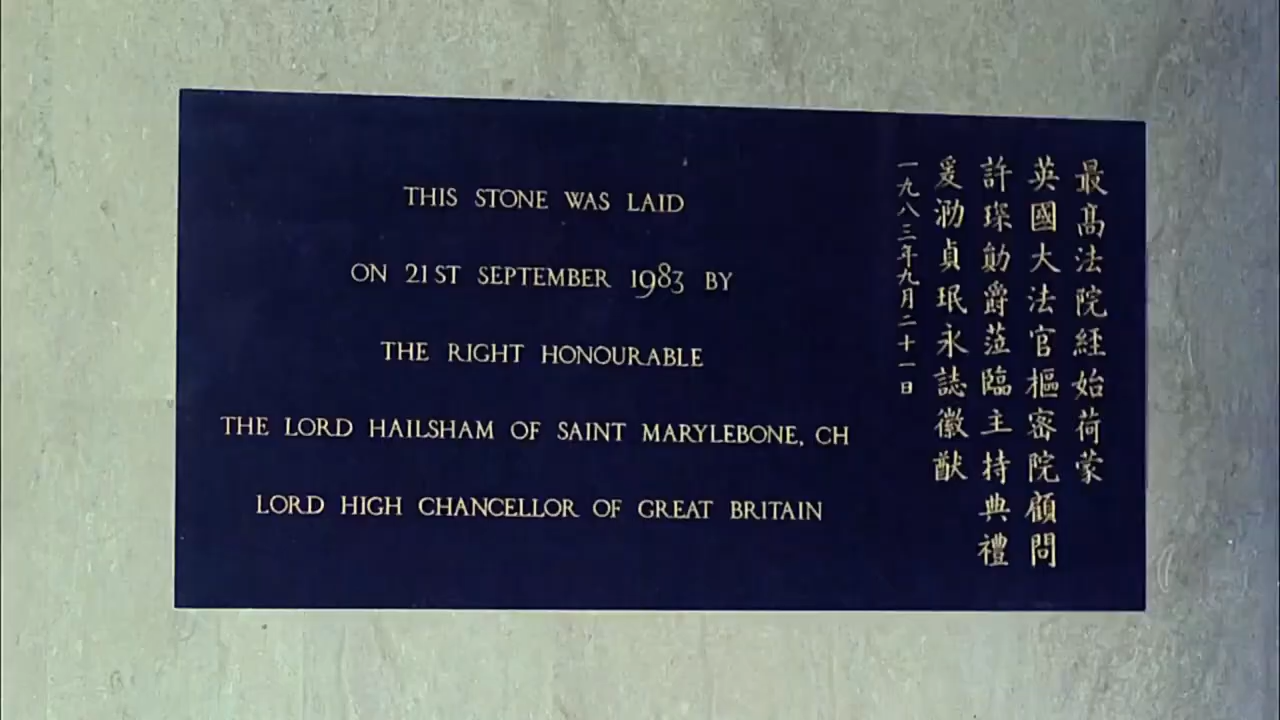 THIS STONE WAS LAID
ON 21ST SEPTEMBER 1983 BY
THE RIGHT HONOURABLE
THE LORD HAILSHAM OF SAINT MARYLEBONE, CH
LORD HIGH CHANCELLOR OF GREAT BRITAIN
最高法院經始荷蒙
英國大法官樞密院顧問
許琛勛爵蒞臨主持典禮
爰泐貞珉永誌徽猷
一九八三年九月二十一日